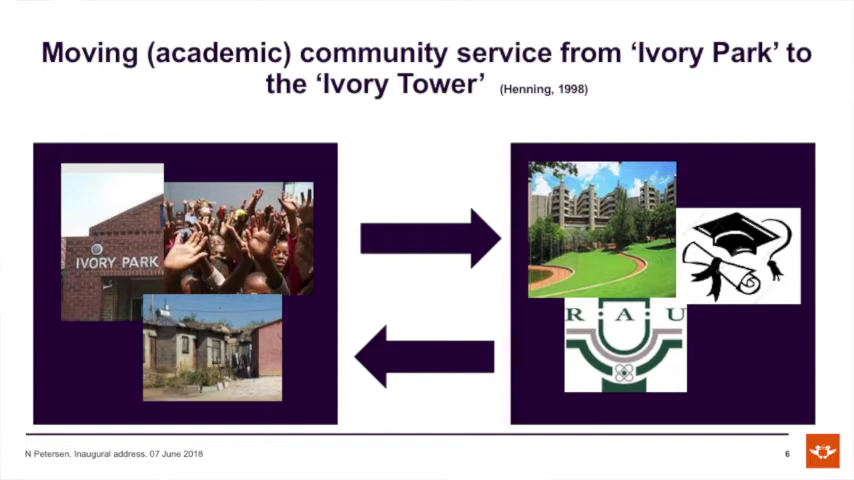 Moving (academic) community service from ‘Ivory Park’ to
the ‘Ivory Tower’ (Henning, 1998)
IVORY PARK
R A U
N Petersen. Inaugural address. 07 June 2018
6